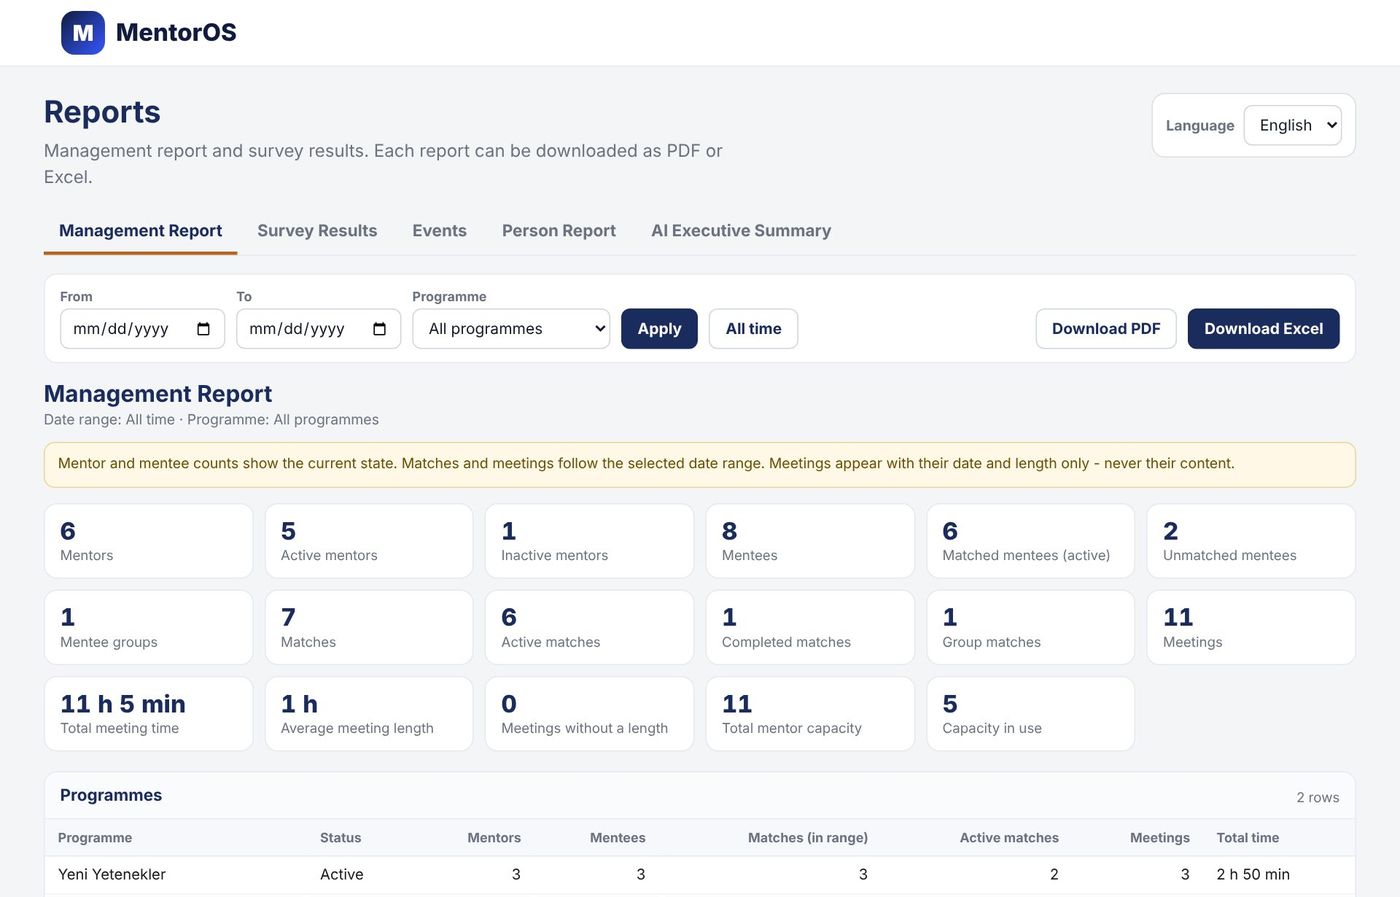 M MentorOS
Reports
Language English
Management report and survey results. Each report can be downloaded as PDF or
Excel.
Management Report Survey Results Events Person Report AI Executive Summary
From To Programme
mm/dd/yyyy mm/dd/yyyy All programmes Apply All time Download PDF Download Excel
Management Report
Date range: All time · Programme: All programmes
Mentor and mentee counts show the current state. Matches and meetings follow the selected date range. Meetings appear with their date and length only - never their content.
6 5 1 8 6 2
Mentors Active mentors Inactive mentors Mentees Matched mentees (active) Unmatched mentees
1 7 6 1 1 11
Mentee groups Matches Active matches Completed matches Group matches Meetings
11 h 5 min 1 h 0 11 5
Total meeting time Average meeting length Meetings without a length Total mentor capacity Capacity in use
Programmes 2 rows
Programme Status Mentors Mentees Matches (in range) Active matches Meetings Total time
Yeni Yetenekler Active 3 3 3 2 3 2 h 50 min